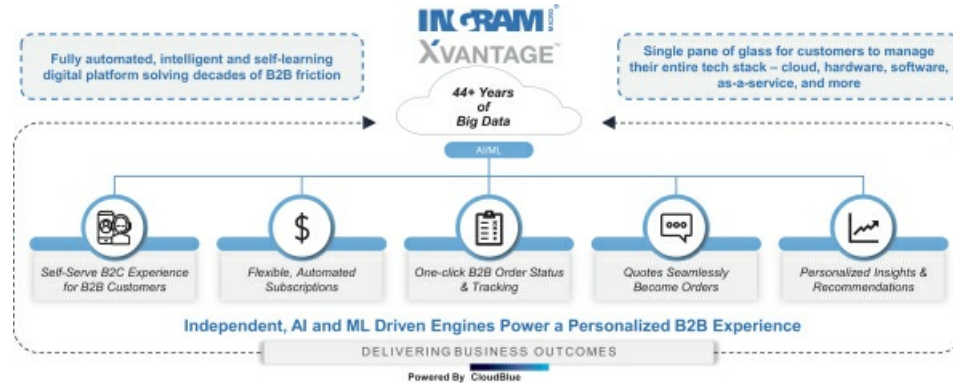 INGRAM MICRO®
XVANTAGE™
Fully automated, intelligent and self-learning
digital platform solving decades of B2B friction
Single pane of glass for customers to manage
their entire tech stack – cloud, hardware, software,
as-a-service, and more
44+ Years
of
Big Data
AI/ML
Self-Serve B2C Experience
for B2B Customers
Flexible, Automated
Subscriptions
One-click B2B Order Status
& Tracking
Quotes Seamlessly
Become Orders
Personalized Insights &
Recommendations
Independent, AI and ML Driven Engines Power a Personalized B2B Experience
DELIVERING BUSINESS OUTCOMES
Powered By CloudBlue